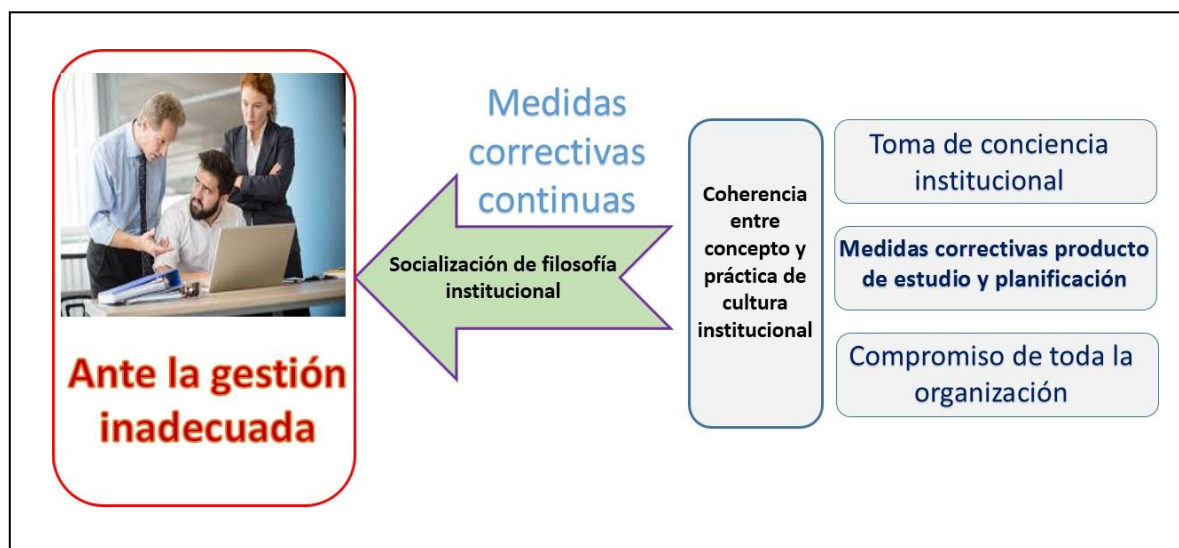 Ante la gestión
inadecuada
Medidas
correctivas
continuas
Socialización de filosofía
institucional
Coherencia
entre
concepto y
práctica de
cultura
institucional
Toma de conciencia
institucional
Medidas correctivas producto
de estudio y planificación
Compromiso de toda la
organización